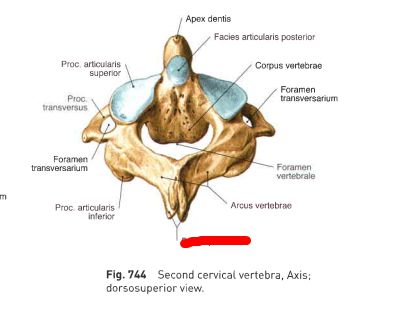 Apex dentis
Facies articularis posterior
Proc. articularis
superior
Corpus vertebrae
Proc.
transversus
Foramen
transversarium
Foramen
transversarium
Foramen
vertebrale
Proc. articularis
inferior
Arcus vertebrae
m
Fig. 744 Second cervical vertebra, Axis;
dorsosuperior view.